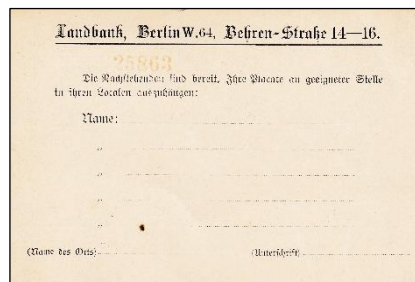 Landbank, Berlin W. 64, Behren-Straße 14—16.
25863
Die Nachstehenden sind bereit, Ihre Placate an geeigneter Stelle
in ihren Localen auszuhängen:
Name:
„
„
„
„
(Name des Orts)
(Unterschrift)